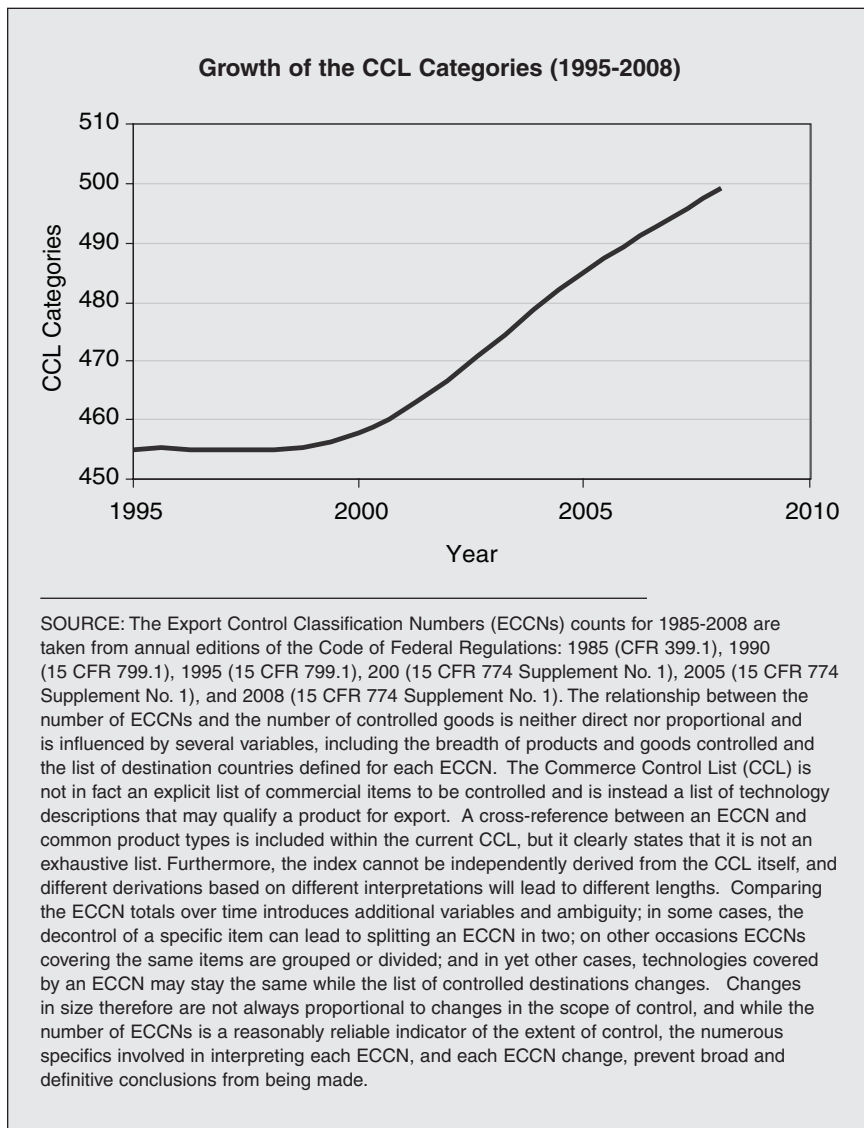 Growth of the CCL Categories (1995-2008)
510
500
490
480
470
460
450
CCL Categories
1995
2000
2005
2010
Year
SOURCE: The Export Control Classification Numbers (ECCNs) counts for 1985-2008 are
taken from annual editions of the Code of Federal Regulations: 1985 (CFR 399.1), 1990
(15 CFR 799.1), 1995 (15 CFR 799.1), 200 (15 CFR 774 Supplement No. 1), 2005 (15 CFR 774
Supplement No. 1), and 2008 (15 CFR 774 Supplement No. 1). The relationship between the
number of ECCNs and the number of controlled goods is neither direct nor proportional and
is influenced by several variables, including the breadth of products and goods controlled and
the list of destination countries defined for each ECCN. The Commerce Control List (CCL) is
not in fact an explicit list of commercial items to be controlled and is instead a list of technology
descriptions that may qualify a product for export. A cross-reference between an ECCN and
common product types is included within the current CCL, but it clearly states that it is not an
exhaustive list. Furthermore, the index cannot be independently derived from the CCL itself, and
different derivations based on different interpretations will lead to different lengths. Comparing
the ECCN totals over time introduces additional variables and ambiguity; in some cases, the
decontrol of a specific item can lead to splitting an ECCN in two; on other occasions ECCNs
covering the same items are grouped or divided; and in yet other cases, technologies covered
by an ECCN may stay the same while the list of controlled destinations changes. Changes
in size therefore are not always proportional to changes in the scope of control, and while the
number of ECCNs is a reasonably reliable indicator of the extent of control, the numerous
specifics involved in interpreting each ECCN, and each ECCN change, prevent broad and
definitive conclusions from being made.